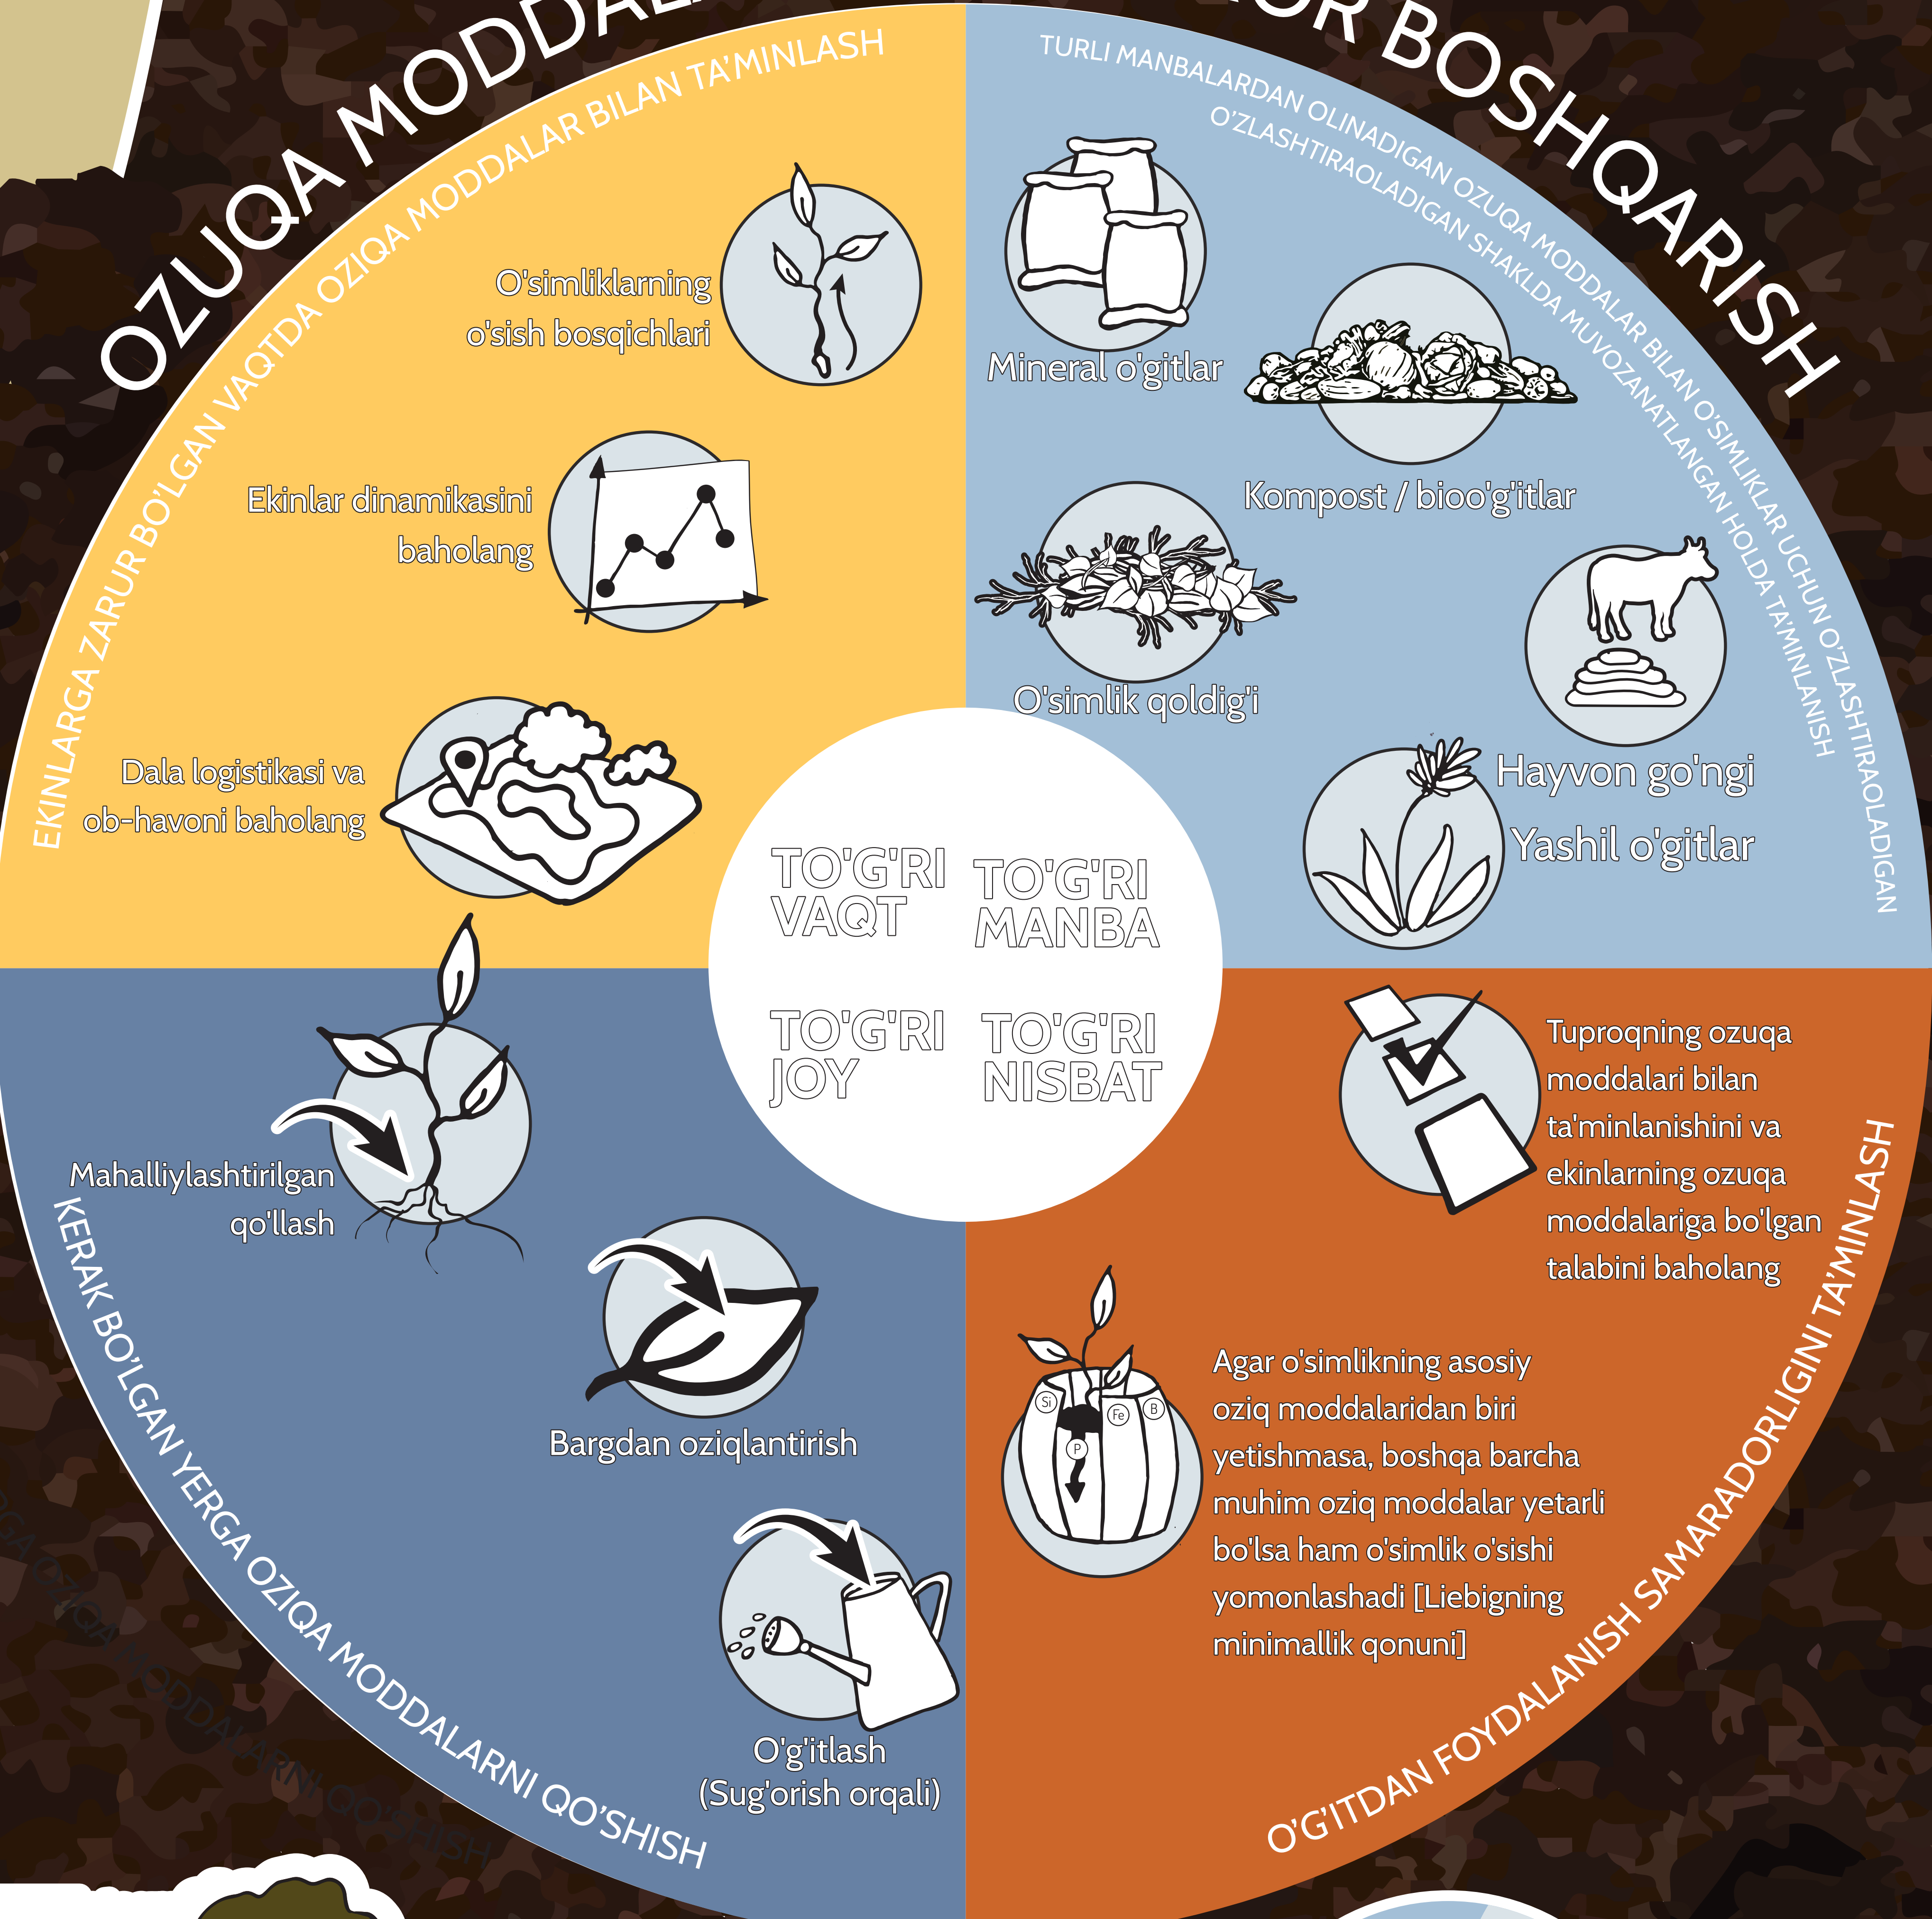 OZUQA
BOSHQARISH
EKINLARGA ZARUR BO'LGAN VAQTDA OZIQA MODDALAR BILAN TA'MINLASH
O'simliklarning
o'sish bosqichlari
Ekinlar dinamikasini
baholang
Dala logistikasi va
ob-havoni baholang
TURLI MANBALARDAN OLINADIGAN OZUQA MODDALAR BILAN O'SIMLIKLAR UCHUN O'ZLASHTIRAOLADIGAN
O'ZLASHTIRAOLADIGAN SHAKLDA MUVOZANATLANGAN HOLDA TA'MINLANISH
Mineral o'gitlar
Kompost / bioo'g'itlar
O'simlik qoldig'i
Hayvon go'ngi
Yashil o'gitlar
TO'G'RI
VAQT
TO'G'RI
MANBA
TO'G'RI
JOY
TO'G'RI
NISBAT
Mahalliylashtirilgan
qo'llash
Bargdan oziqlantirish
O'g'itlash
(Sug'orish orqali)
KERAK BO'LGAN YERGA OZIQA MODDALARNI QO'SHISH
OZIQA MODDALARNI QO'SHISH
Tuproqning ozuqa
moddalari bilan
ta'minlanishini va
ekinlarning ozuqa
moddalariga bo'lgan
talabini baholang
Si
P
Fe
B
Agar o'simlikning asosiy
oziq moddalaridan biri
yetishmasa, boshqa barcha
muhim oziq moddalar yetarli
bo'lsa ham o'simlik o'sishi
yomonlashadi [Liebigning
minimallik qonuni]
O'G'ITDAN FOYDALANISH SAMARADORLIGINI TA'MINLASH